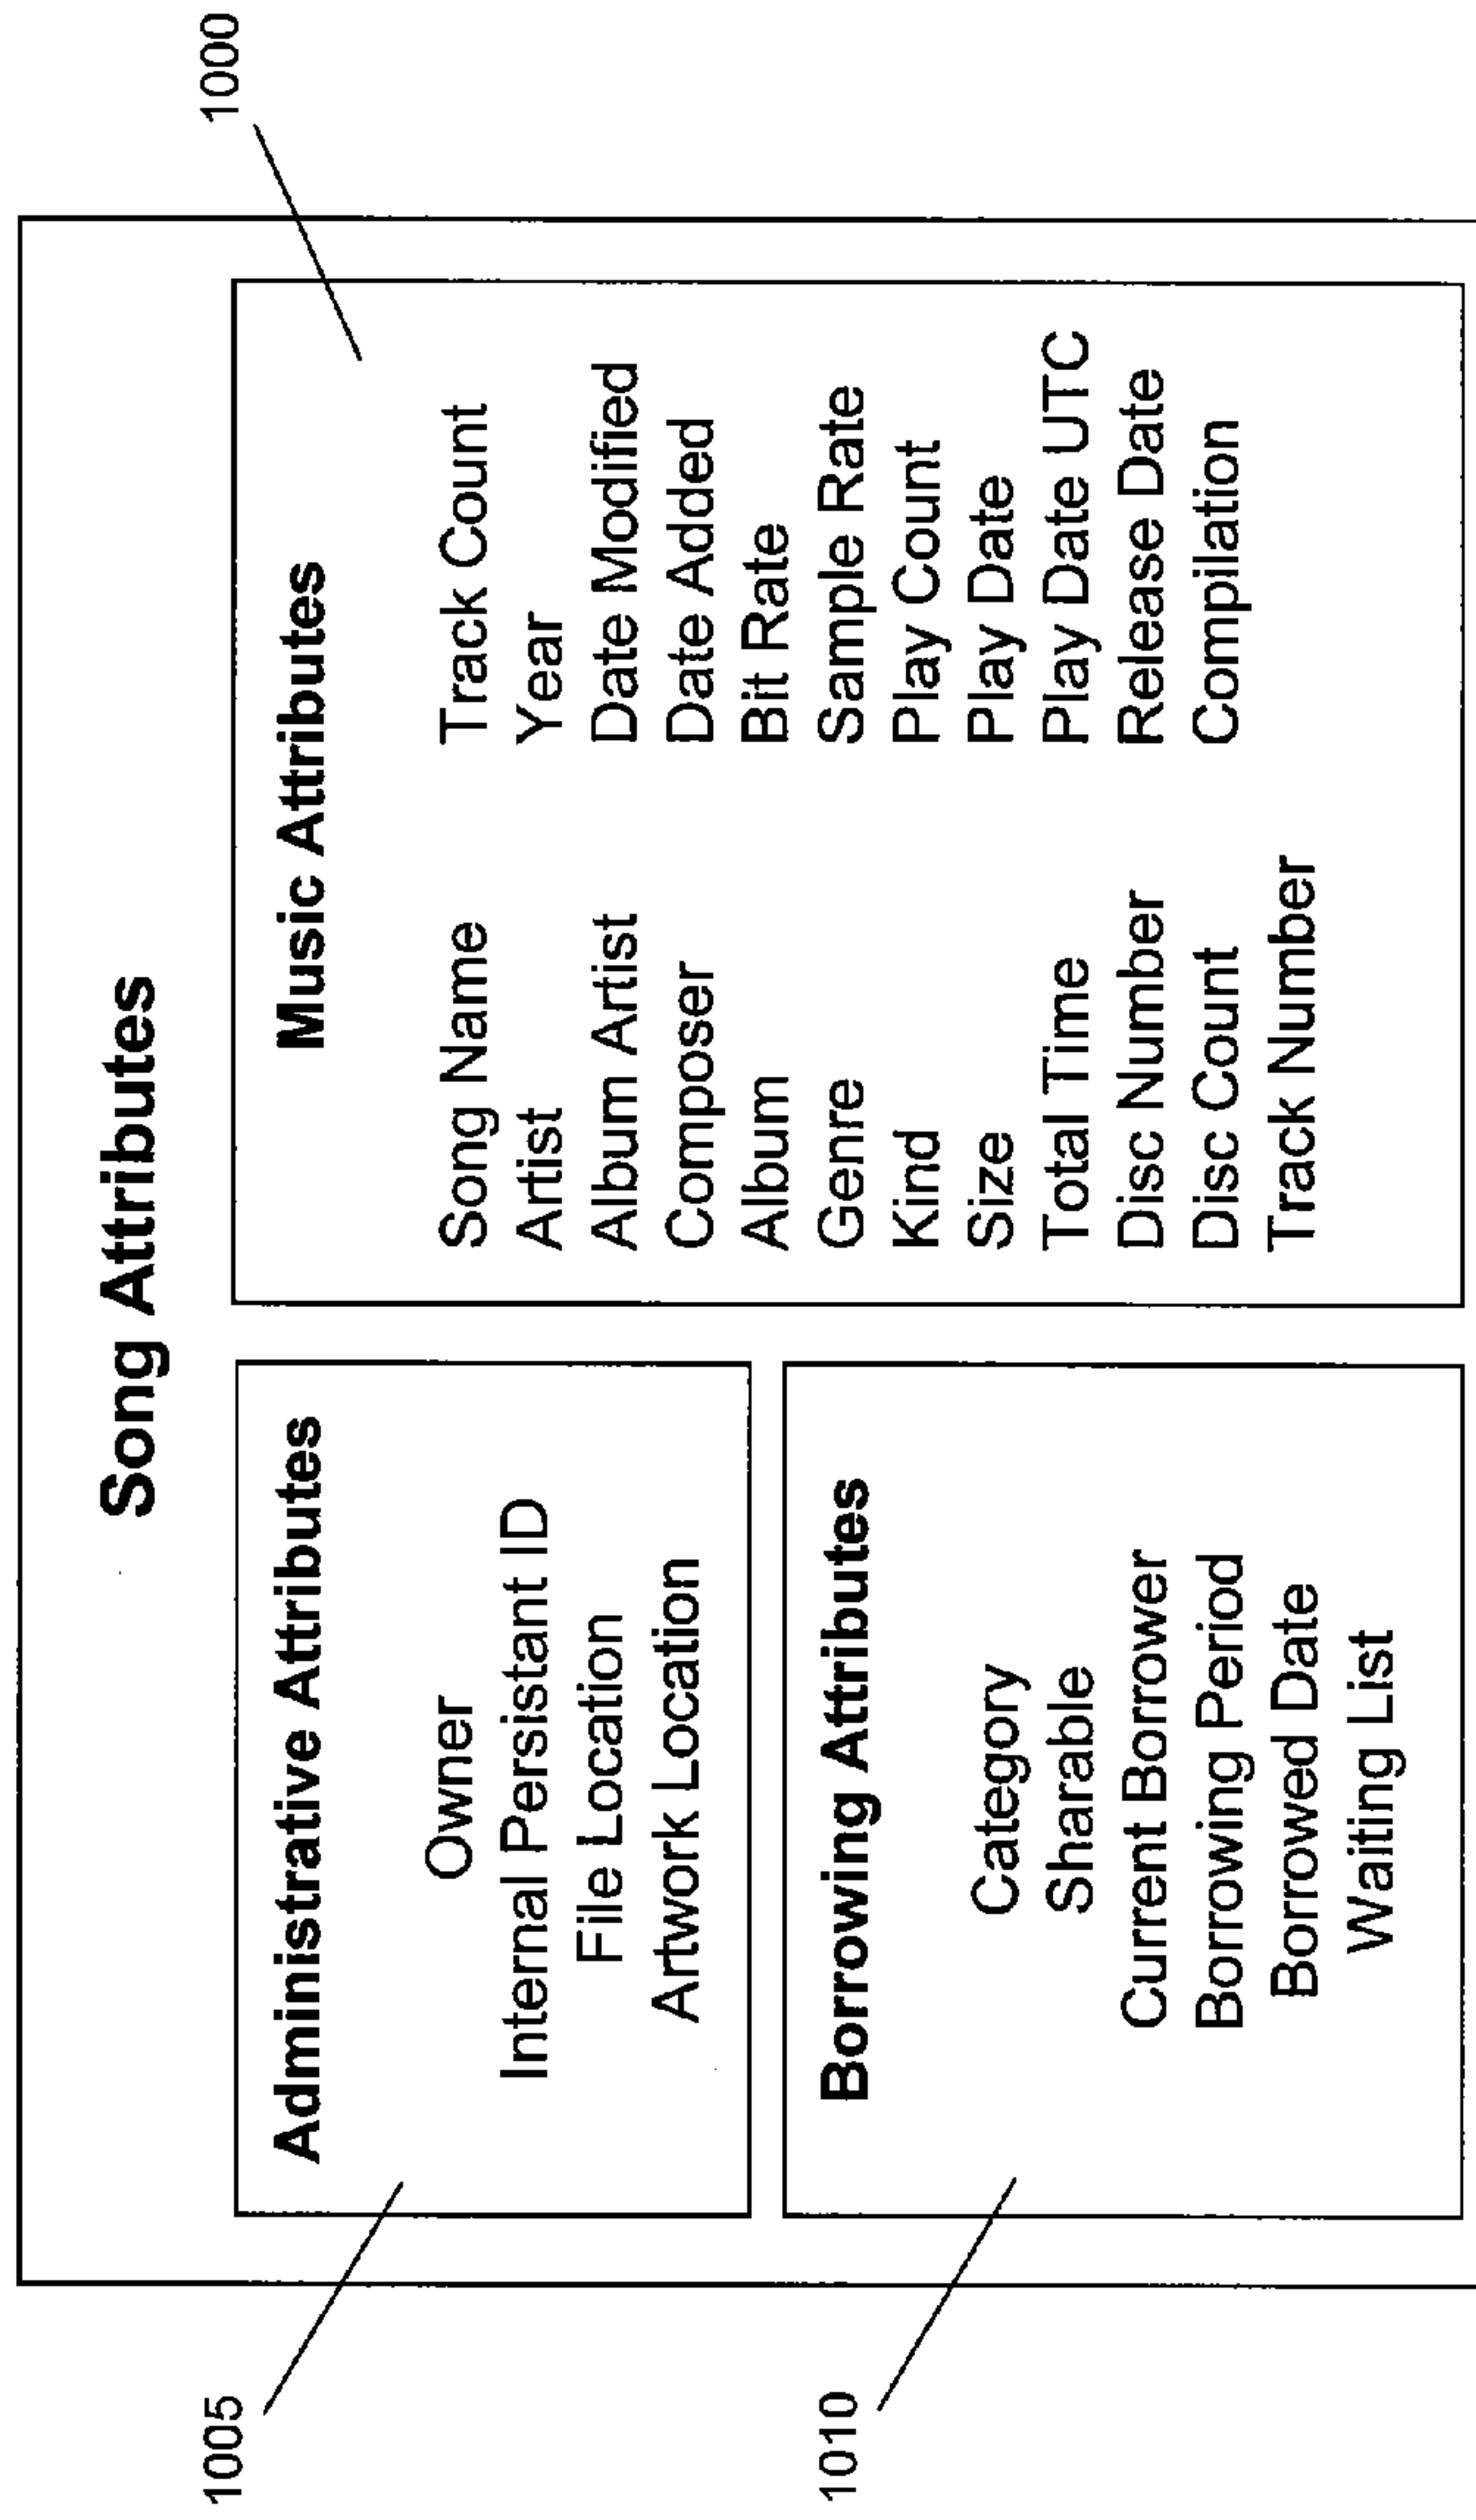 Song Attributes
1005
Administrative Attributes
Owner
Internal Persistant ID
File Location
Artwork Location
1010
Borrowing Attributes
Category
Sharable
Current Borrower
Borrowing Period
Borrowed Date
Waiting List
1000
Music Attributes
Song Name
Artist
Album Artist
Composer
Album
Genre
Kind
Size
Total Time
Disc Number
Disc Count
Track Number
Track Count
Year
Date Modified
Date Added
Bit Rate
Sample Rate
Play Count
Play Date
Play Date UTC
Release Date
Compilation